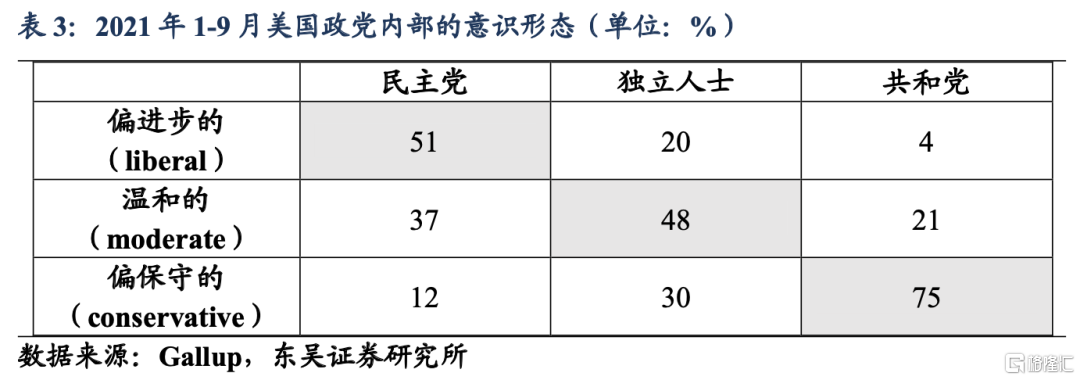 表 3：2021 年 1-9 月美国政党内部的意识形态（单位：%）
民主党 独立人士 共和党
偏进步的
（liberal） 51 20 4
温和的
（moderate） 37 48 21
偏保守的
（conservative） 12 30 75
数据来源：Gallup，东吴证券研究所
格隆汇